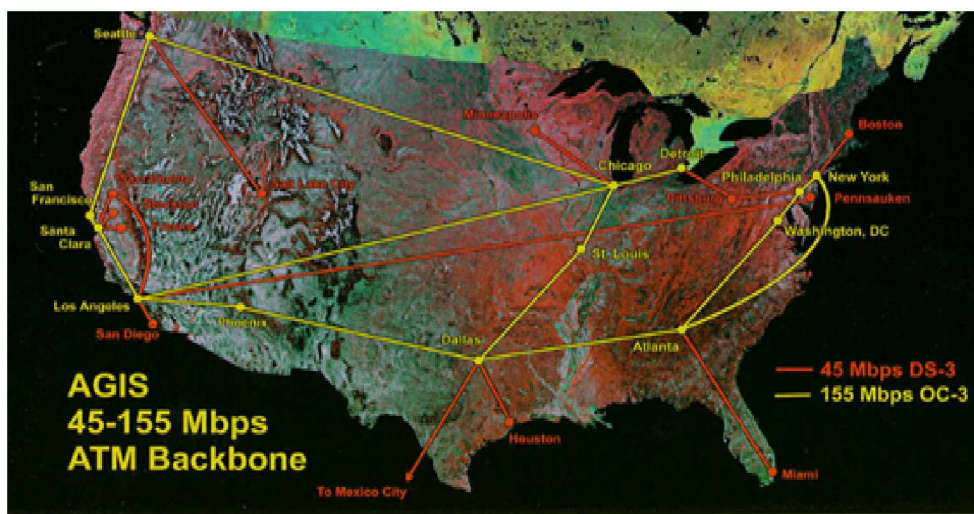 Seattle
Minneapolis
Boston
Chicago
Detroit
Philadelphia
New York
Salt Lake City
San
Francisco
Pennsauken
Santa
Clara
Washington, DC
St-Louis
Los Angeles
Phoenix
San Diego
Dallas
Atlanta
45 Mbps DS-3
155 Mbps OC-3
AGIS
45-155 Mbps
ATM Backbone
Houston
Miami
To Mexico City